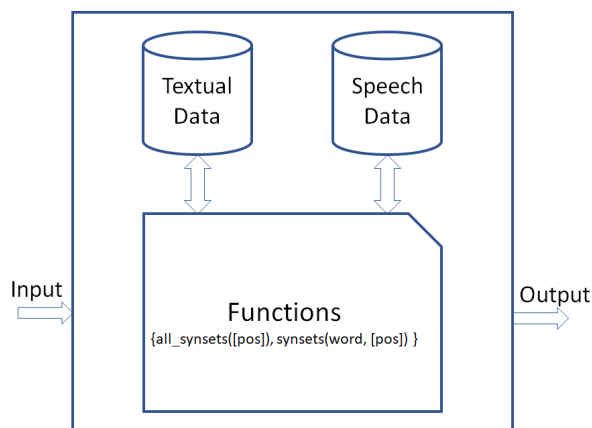 Textual
Data
Speech
Data
Input
Functions
{all_synsets([pos]), synsets(word, [pos]) }
Output